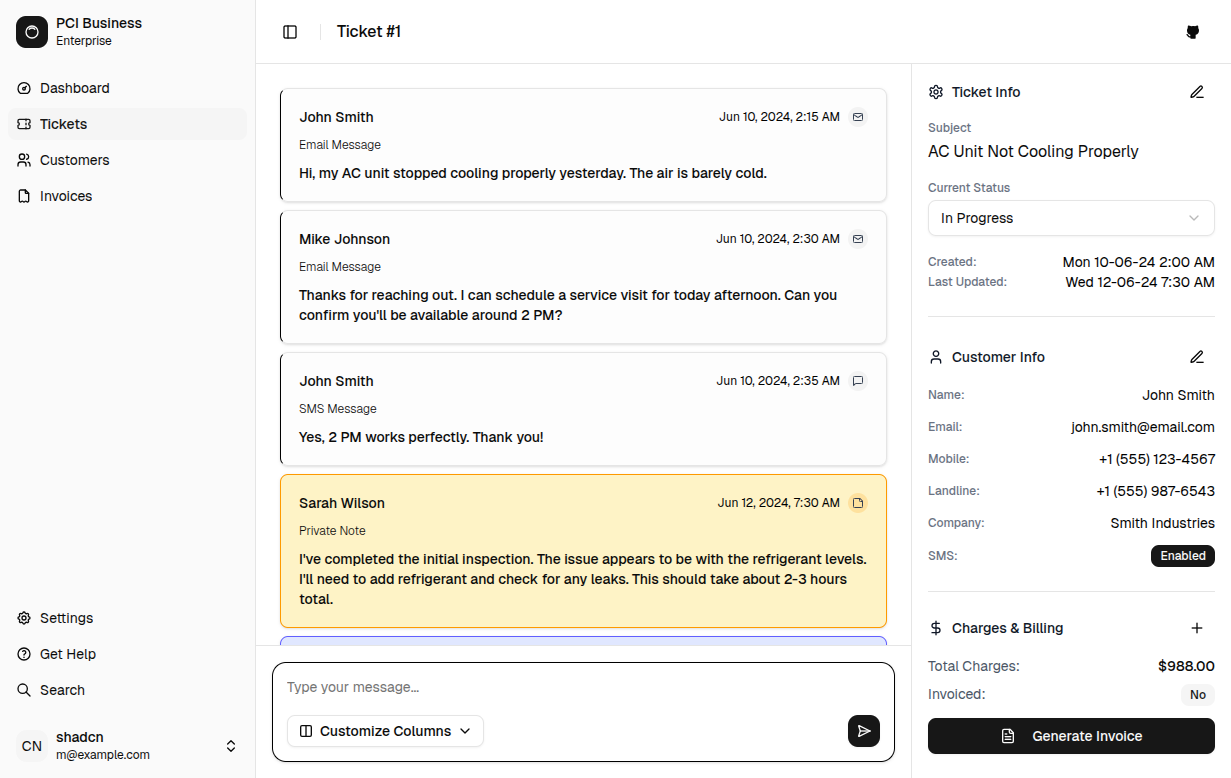 PCI Business
Enterprise
Dashboard
Tickets
Customers
Invoices
Settings
Get Help
Search
CN
shadcn
m@example.com
Ticket #1
John Smith
Jun 10, 2024, 2:15 AM
Email Message
Hi, my AC unit stopped cooling properly yesterday. The air is barely cold.
Mike Johnson
Jun 10, 2024, 2:30 AM
Email Message
Thanks for reaching out. I can schedule a service visit for today afternoon. Can you
confirm you'll be available around 2 PM?
John Smith
Jun 10, 2024, 2:35 AM
SMS Message
Yes, 2 PM works perfectly. Thank you!
Sarah Wilson
Jun 12, 2024, 7:30 AM
Private Note
I've completed the initial inspection. The issue appears to be with the refrigerant levels.
I'll need to add refrigerant and check for any leaks. This should take about 2-3 hours
total.
Type your message...
Customize Columns
Ticket Info
Subject
AC Unit Not Cooling Properly
Current Status
In Progress
Created: Mon 10-06-24 2:00 AM
Last Updated: Wed 12-06-24 7:30 AM
Customer Info
Name: John Smith
Email: john.smith@email.com
Mobile: +1 (555) 123-4567
Landline: +1 (555) 987-6543
Company: Smith Industries
SMS: Enabled
Charges & Billing
Total Charges: $988.00
Invoiced: No
Generate Invoice